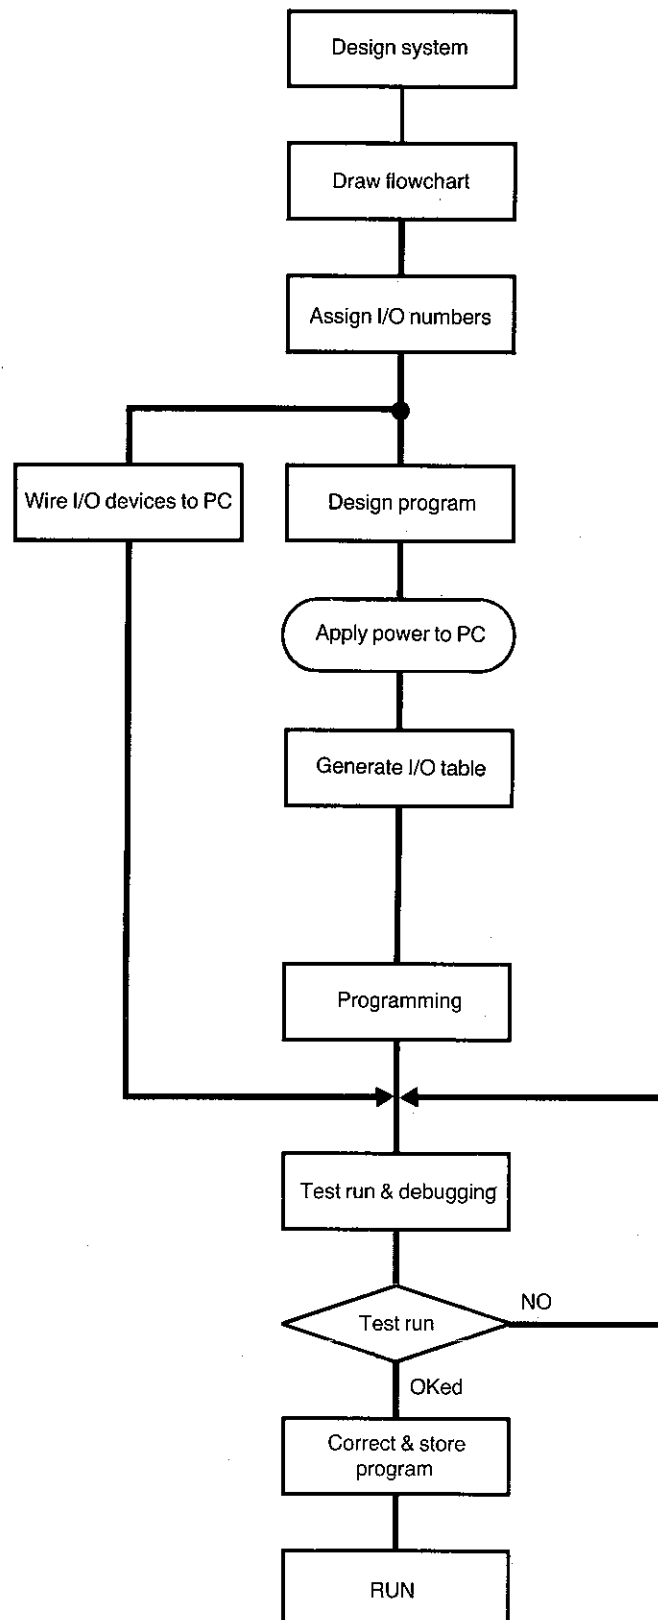 Design system
Draw flowchart
Assign I/O numbers
Wire I/O devices to PC
Design program
Apply power to PC
Generate I/O table
Programming
Test run & debugging
Test run
NO
OKed
Correct & store
program
RUN